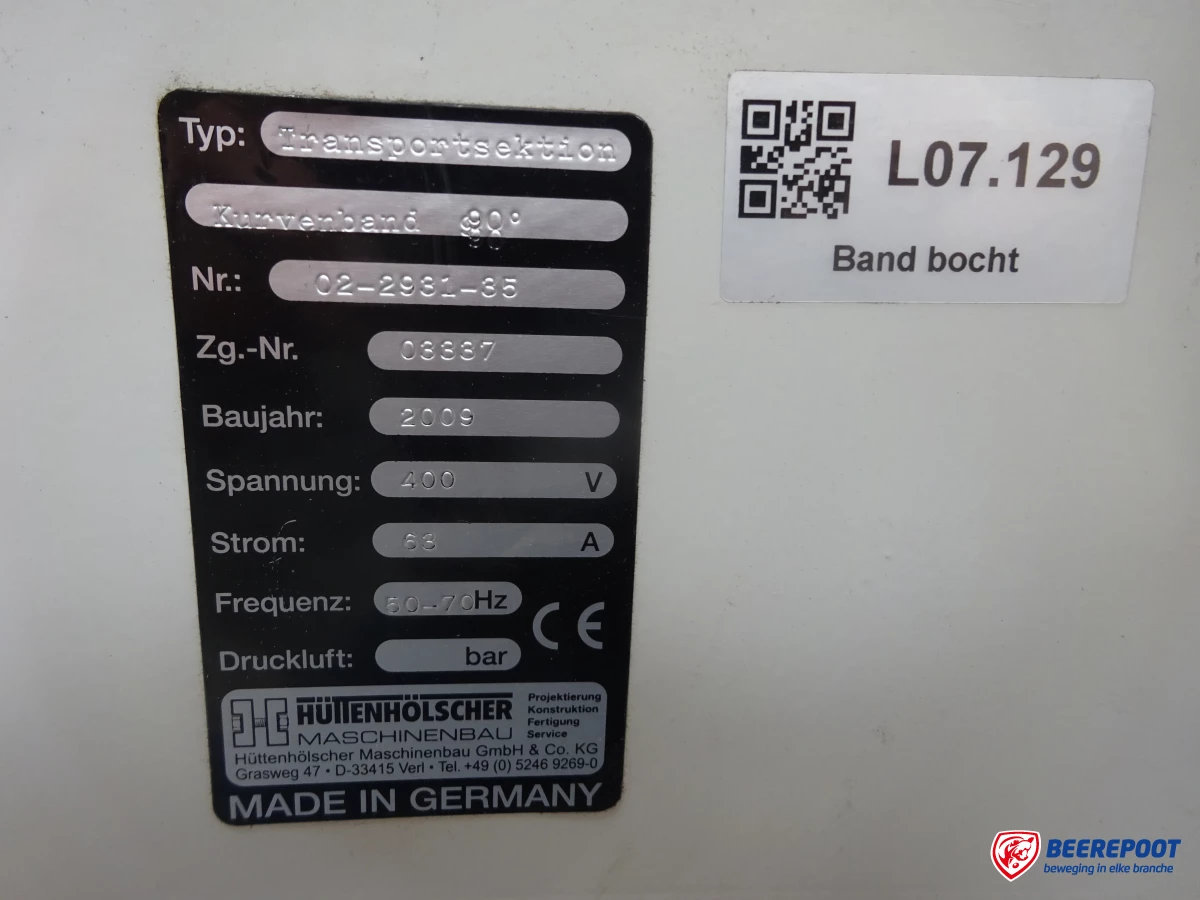 Typ: Transportsektion
Kurvenband 90°
90
Nr.: 02-2931-35
Zg.-Nr. 03337
Baujahr: 2009
Spannung: 400 V
Strom: 63 A
Frequenz: 50-70 Hz
Druckluft: bar
CE
HÜTTENHÖLSCHER
MASCHINENBAU
Projektierung
Konstruktion
Fertigung
Service
Hüttenhölscher Maschinenbau GmbH & Co. KG
Grasweg 47 • D-33415 Verl • Tel. +49 (0) 5246 9269-0
MADE IN GERMANY
L07.129
Band bocht
BEEREPOOT
beweging in elke branche